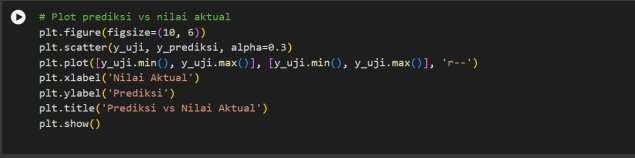 # Plot prediksi vs nilai aktual
plt.figure(figsize=(10, 6))
plt.scatter(y_uji, y_prediksi, alpha=0.3)
plt.plot([y_uji.min(), y_uji.max()], [y_uji.min(), y_uji.max()], 'r--')
plt.xlabel('Nilai Aktual')
plt.ylabel('Prediksi')
plt.title('Prediksi vs Nilai Aktual')
plt.show()